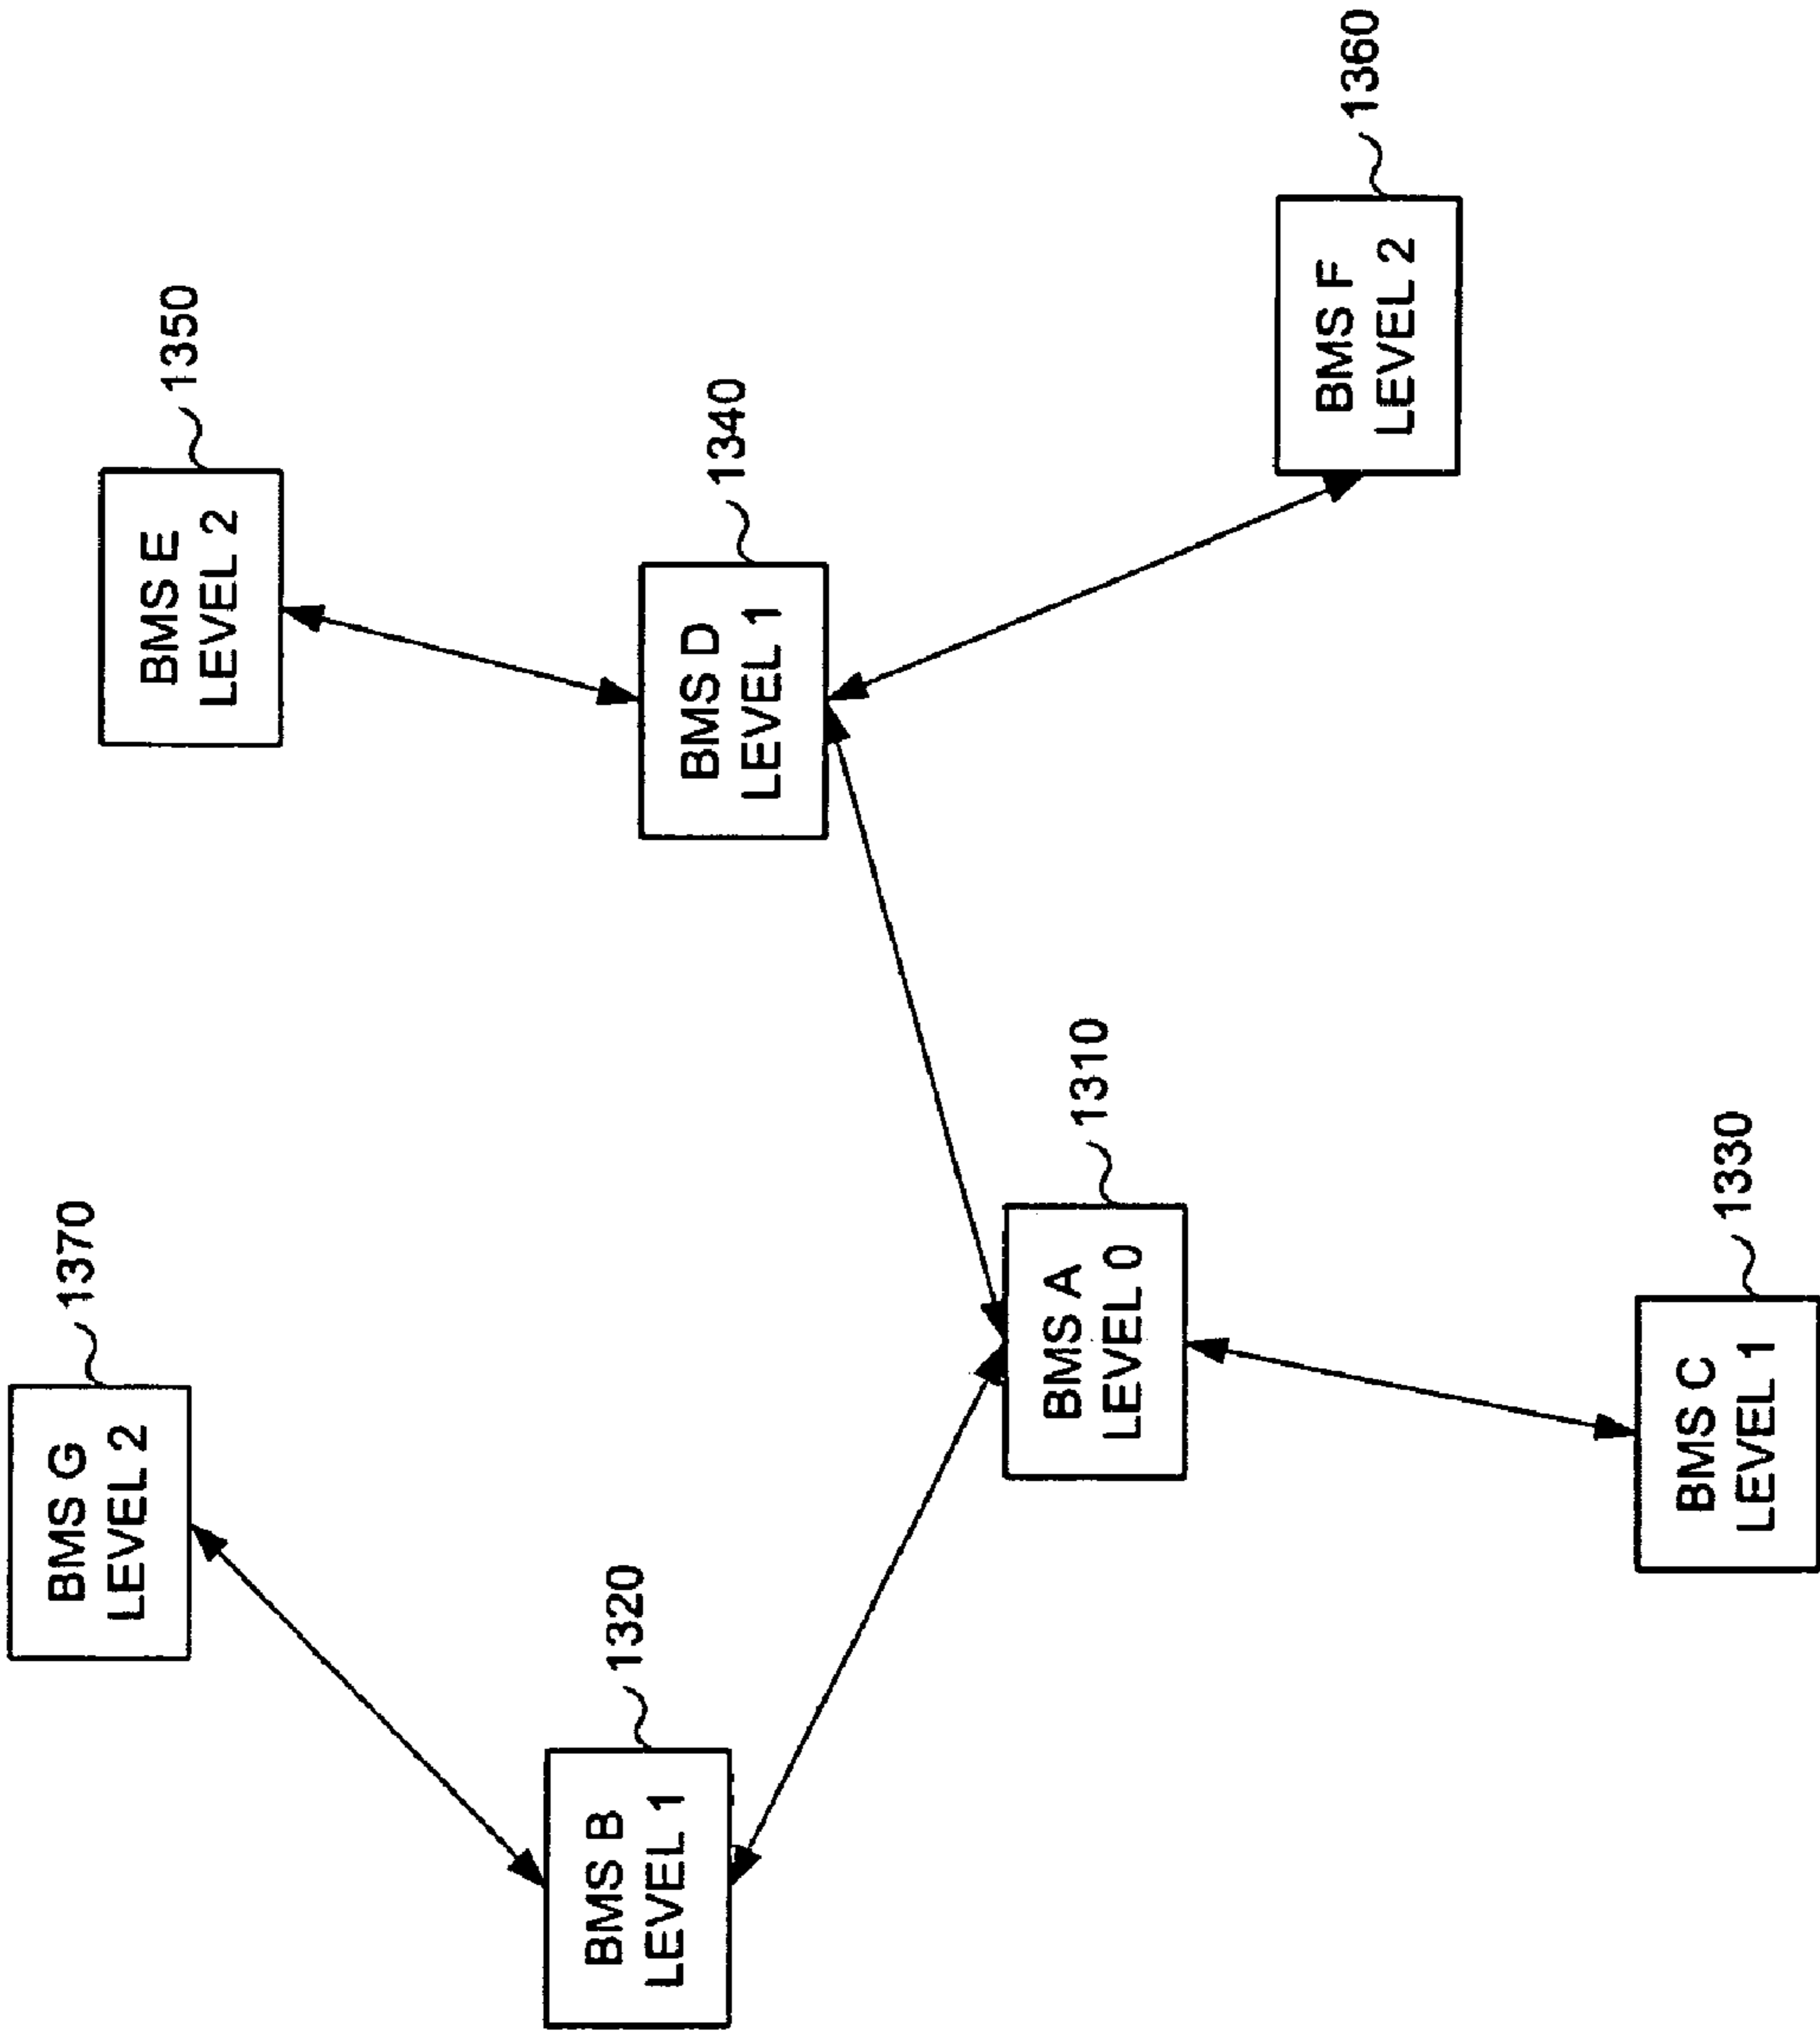 BMS G
LEVEL 2
1370
BMS E
LEVEL 2
1350
BMS B
LEVEL 1
1320
BMS D
LEVEL 1
1340
BMS A
LEVEL 0
1310
BMS F
LEVEL 2
1360
BMS C
LEVEL 1
1330